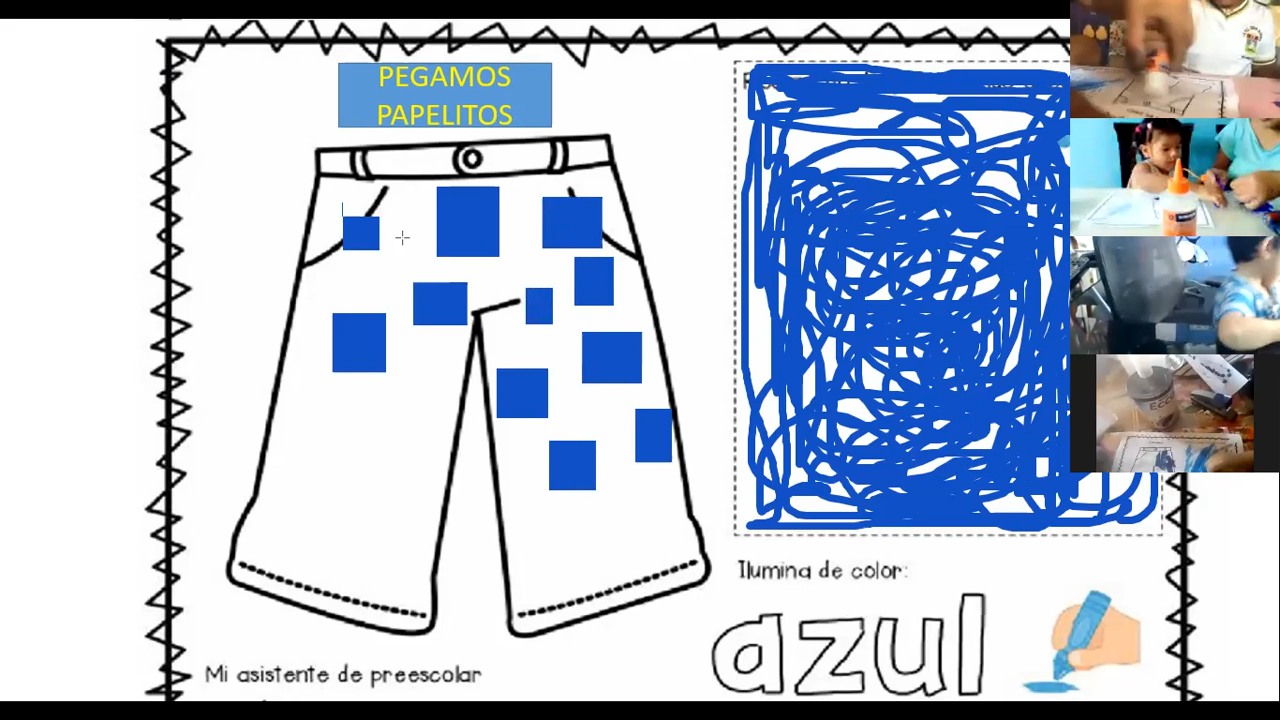 PEGAMOS
PAPELITOS
Ilumina de color:
azul
Mi asistente de preescolar